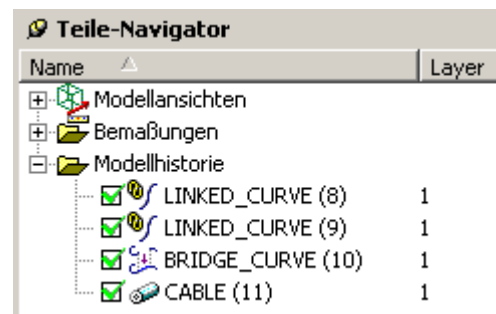 Teile-Navigator
Name Layer
Modellansichten
Bemaßungen
Modellhistorie
LINKED_CURVE (8) 1
LINKED_CURVE (9) 1
BRIDGE_CURVE (10) 1
CABLE (11) 1